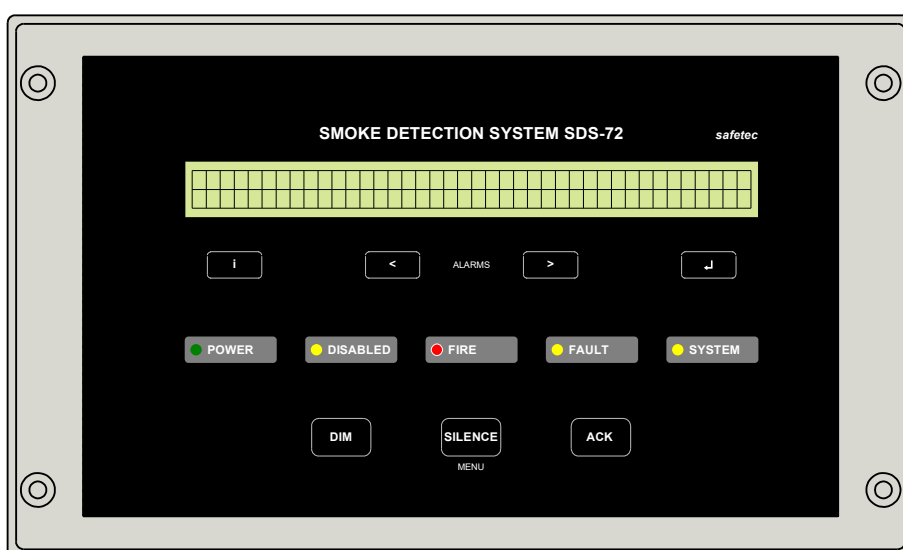 SMOKE DETECTION SYSTEM SDS-72 safetec
i < ALARMS > ↵
POWER DISABLED FIRE FAULT SYSTEM
DIM SILENCE ACK
MENU